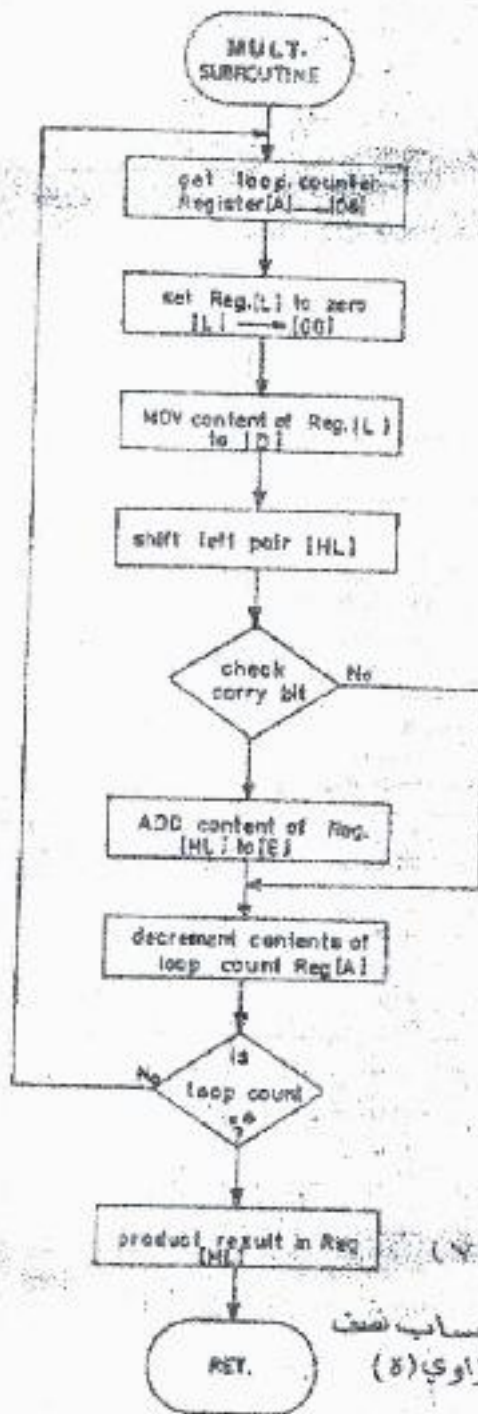 MULT.
SUBROUTINE
set loop counter
Register[A] [08]
set Reg.[L] to zero
[L] [00]
MOV content of Reg. [L]
to [D]
shift left pair [HL]
check
carry bit
No
ADD content of Reg.
[HL] to [E]
decrement contents of
loop count Reg[A]
Is
No
loop count
product result in Reg
[HL]
RET.